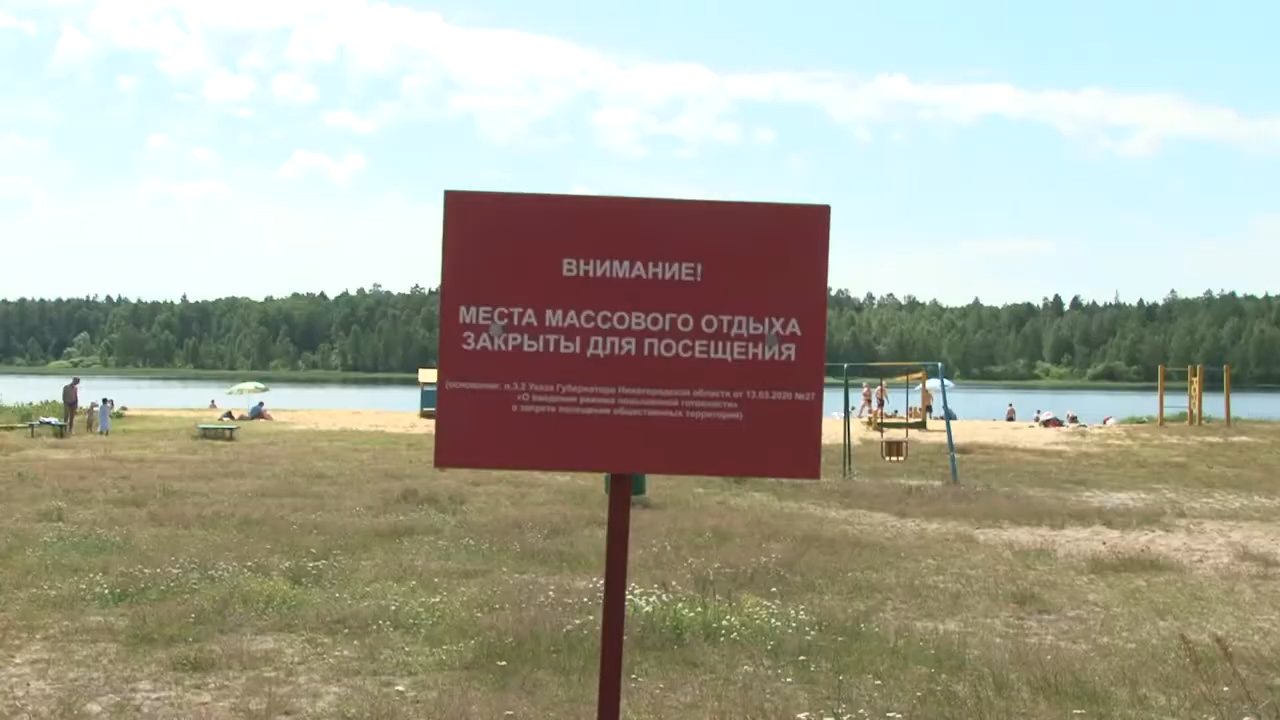 ВНИМАНИЕ!
МЕСТА МАССОВОГО ОТДЫХА
ЗАКРЫТЫ ДЛЯ ПОСЕЩЕНИЯ
(основание: п.3.2 Указа Губернатора Нижегородской области от 13.03.2020 №27
«О введении режима повышенной готовности»
о запрете посещения общественных территорий)